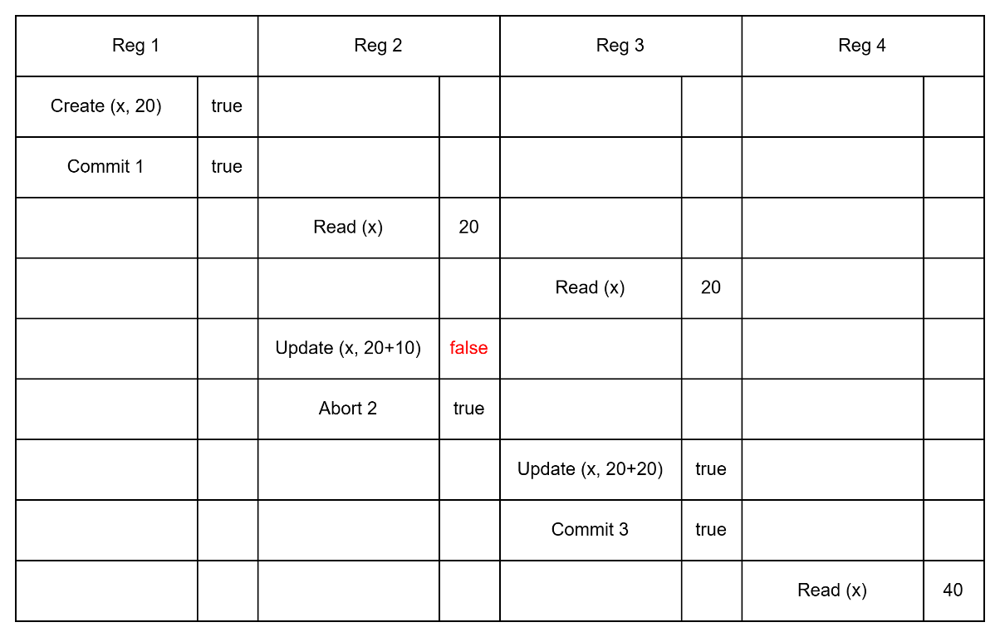 Reg 1 Reg 2 Reg 3 Reg 4
Create (x, 20) true
Commit 1 true
Read (x) 20
Read (x) 20
Update (x, 20+10) false
Abort 2 true
Update (x, 20+20) true
Commit 3 true
Read (x) 40